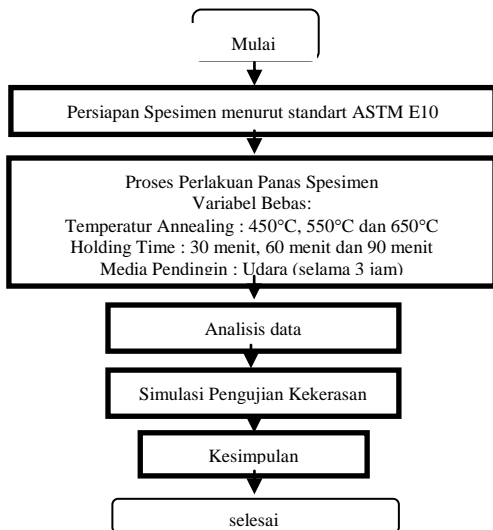 Mulai
Persiapan Spesimen menurut standart ASTM E10
Proses Perlakuan Panas Spesimen
Variabel Bebas:
Temperatur Annealing : 450°C, 550°C dan 650°C
Holding Time : 30 menit, 60 menit dan 90 menit
Media Pendingin : Udara (selama 3 jam)
Analisis data
Simulasi Pengujian Kekerasan
Kesimpulan
selesai